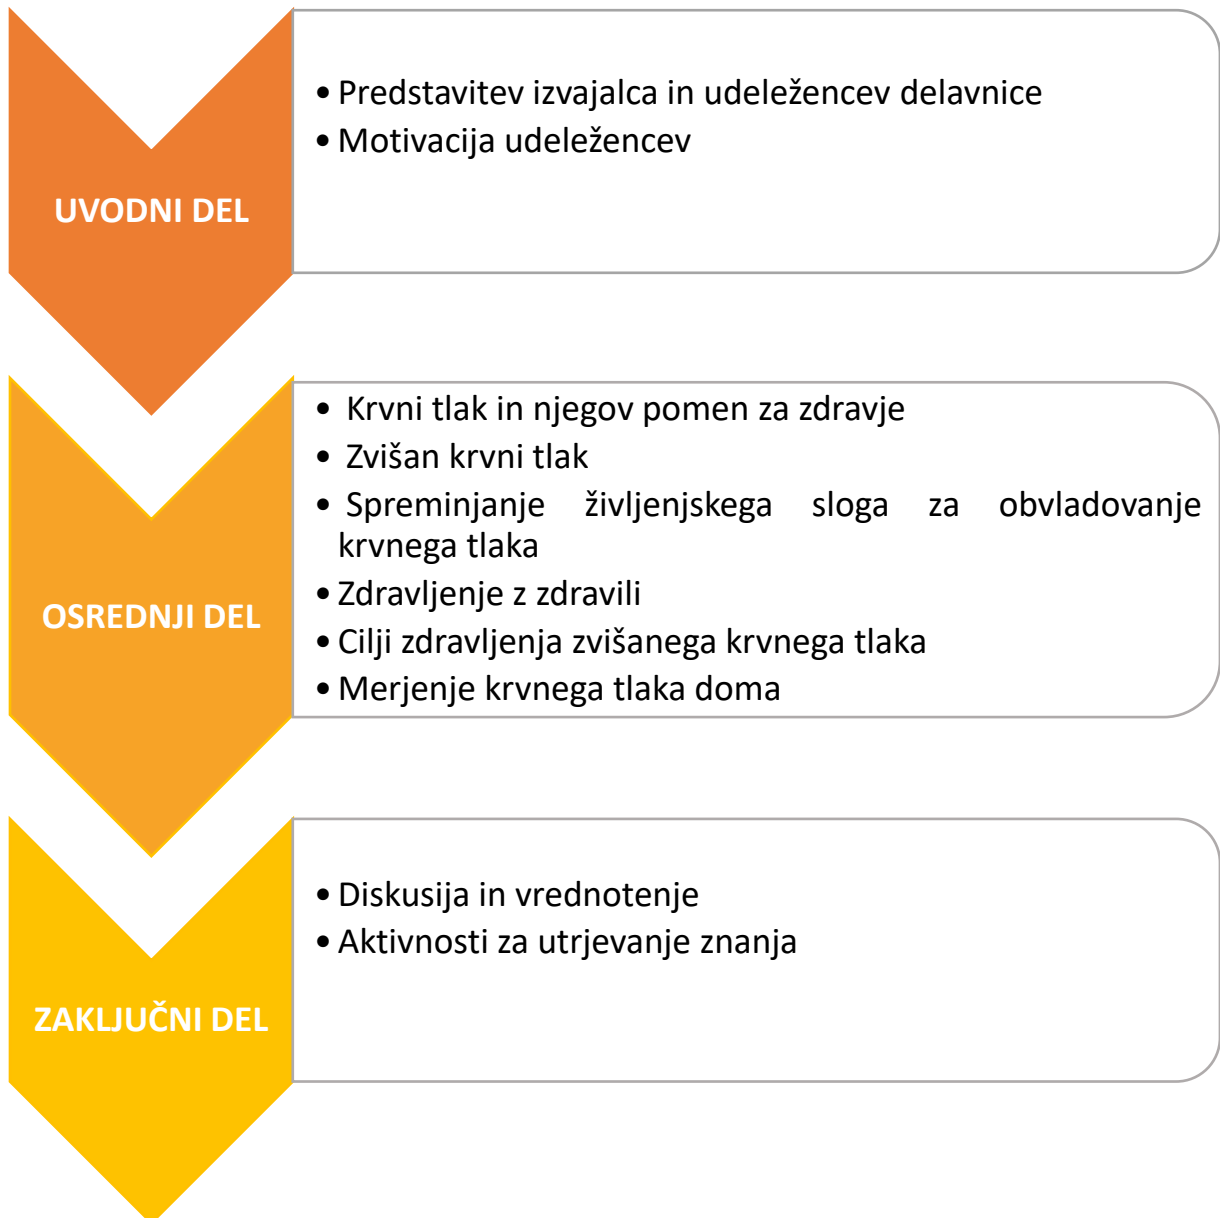 UVODNI DEL
• Predstavitev izvajalca in udeležencev delavnice
• Motivacija udeležencev
OSREDNJI DEL
• Krvni tlak in njegov pomen za zdravje
• Zvišan krvni tlak
• Spreminjanje življenjskega sloga za obvladovanje
krvnega tlaka
• Zdravljenje z zdravili
• Cilji zdravljenja zvišanega krvnega tlaka
• Merjenje krvnega tlaka doma
ZAKLJUČNI DEL
• Diskusija in vrednotenje
• Aktivnosti za utrjevanje znanja